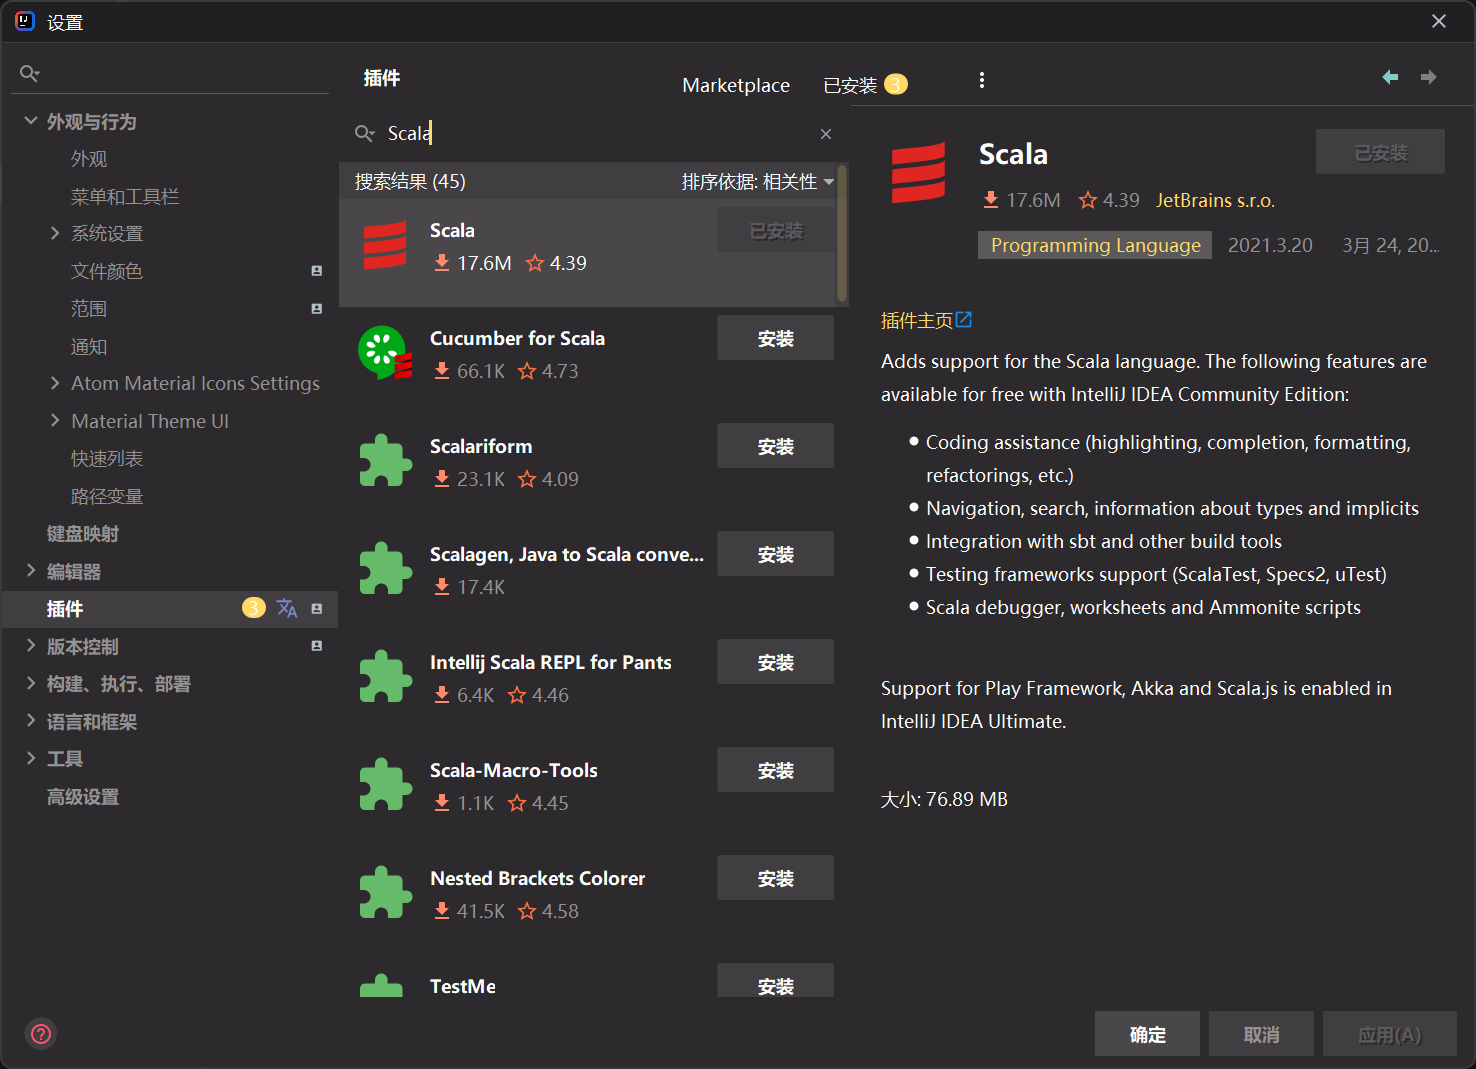 设置
外观与行为
外观
菜单和工具栏
系统设置
文件颜色
范围
通知
Atom Material Icons Settings
Material Theme UI
快速列表
路径变量
键盘映射
编辑器
插件 3
版本控制
构建、执行、部署
语言和框架
工具
高级设置
插件
Marketplace
已安装 3
Scala
搜索结果 (45)
排序依据: 相关性
Scala
已安装
17.6M 4.39
Cucumber for Scala
安装
66.1K 4.73
Scalariform
安装
23.1K 4.09
Scalagen, Java to Scala conve...
安装
17.4K
Intellij Scala REPL for Pants
安装
6.4K 4.46
Scala-Macro-Tools
安装
1.1K 4.45
Nested Brackets Colorer
安装
41.5K 4.58
TestMe
安装
Scala
已安装
17.6M 4.39 JetBrains s.r.o.
Programming Language 2021.3.20 3月 24, 20...
插件主页
Adds support for the Scala language. The following features are
available for free with IntelliJ IDEA Community Edition:
• Coding assistance (highlighting, completion, formatting,
refactorings, etc.)
• Navigation, search, information about types and implicits
• Integration with sbt and other build tools
• Testing frameworks support (ScalaTest, Specs2, uTest)
• Scala debugger, worksheets and Ammonite scripts
Support for Play Framework, Akka and Scala.js is enabled in
IntelliJ IDEA Ultimate.
大小: 76.89 MB
确定
取消
应用(A)